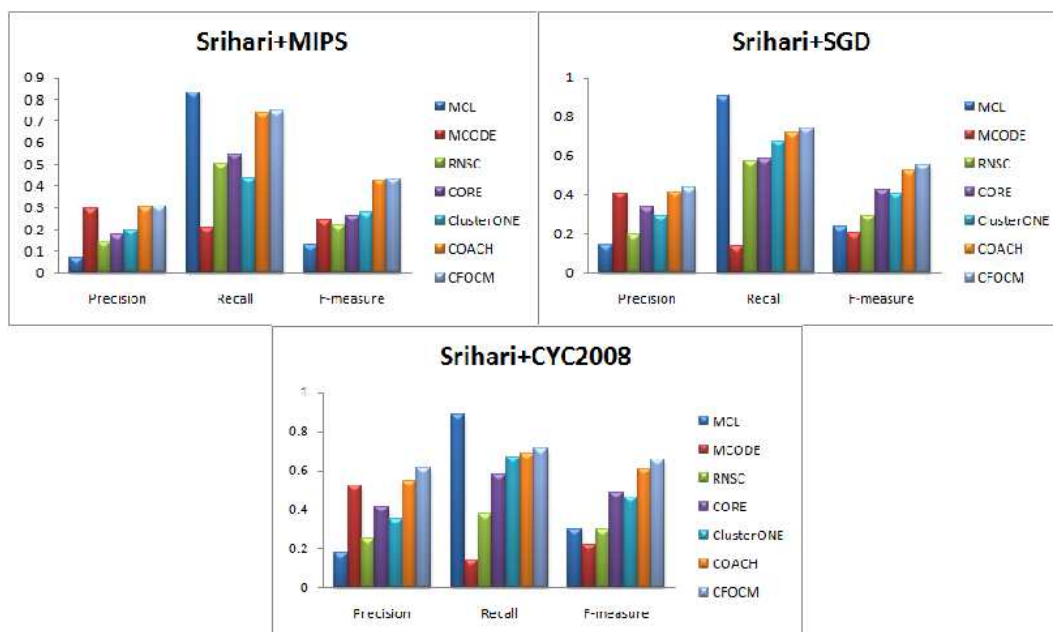 Srihari+MIPS
0.9
0.8
0.7
0.6
0.5
0.4
0.3
0.2
0.1
0
Precision
Recall
F-measure
MCL
MCODE
RNSC
CORE
ClusterONE
COACH
CFOCM
Srihari+SGD
1
0.8
0.6
0.4
0.2
0
Precision
Recall
F-measure
MCL
MCODE
RNSC
CORE
ClusterONE
COACH
CFOCM
Srihari+CYC2008
1
0.8
0.6
0.4
0.2
0
Precision
Recall
F-measure
MCL
MCODE
RNSC
CORE
ClusterONE
COACH
CFOCM